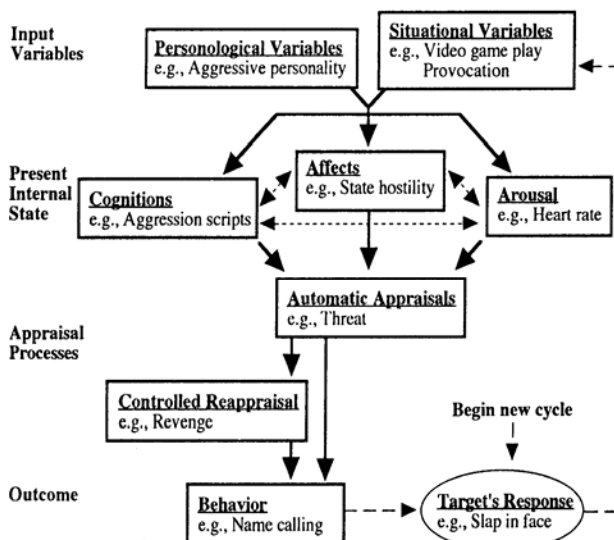 Input
Variables
Personological Variables
e.g., Aggressive personality
Situational Variables
e.g., Video game play
Provocation
Present
Internal
State
Cognitions
e.g., Aggression scripts
Affects
e.g., State hostility
Arousal
e.g., Heart rate
Automatic Appraisals
e.g., Threat
Appraisal
Processes
Controlled Reappraisal
e.g., Revenge
Begin new cycle
Outcome
Behavior
e.g., Name calling
Target's Response
e.g., Slap in face